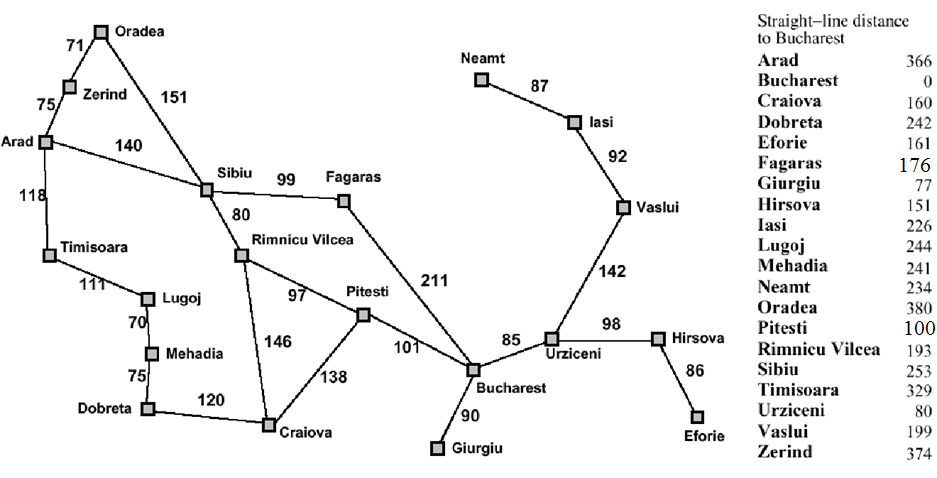 Oradea
71
Zerind
75
151
Arad
140
118
Sibiu
99
Fagaras
80
Rimnicu Vilcea
Timisoara
111
Lugoj
97
Pitesti
211
70
Mehadia
146
101
75
138
Dobreta
120
Craiova
Bucharest
90
Giurgiu
85
Urziceni
Neamt
87
Iasi
92
Vaslui
142
98
Hirsova
86
Eforie
Straight–line distance
to Bucharest
Arad 366
Bucharest 0
Craiova 160
Dobreta 242
Eforie 161
Fagaras 176
Giurgiu 77
Hirsova 151
Iasi 226
Lugoj 244
Mehadia 241
Neamt 234
Oradea 380
Pitesti 100
Rimnicu Vilcea 193
Sibiu 253
Timisoara 329
Urziceni 80
Vaslui 199
Zerind 374